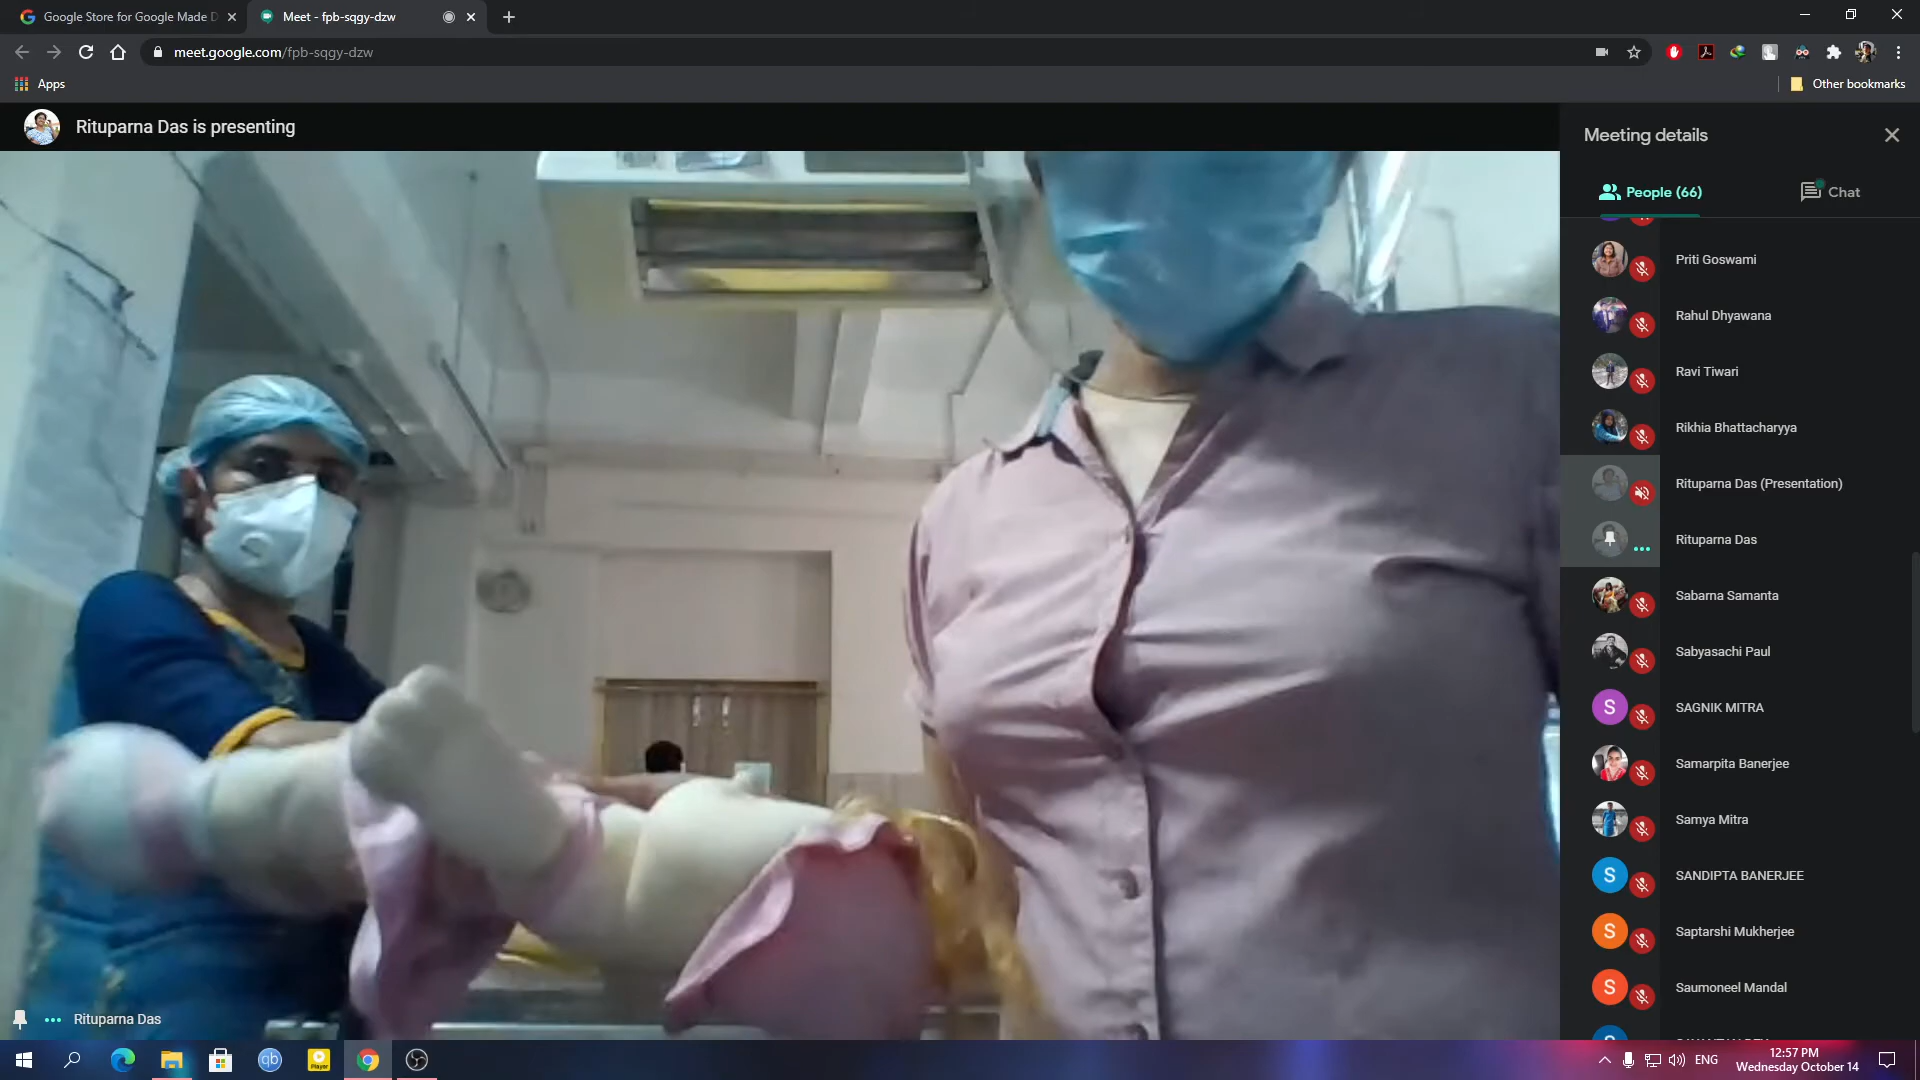 Google Store for Google Made D
Meet - fpb-sqgy-dzw
meet.google.com/fpb-sqgy-dzw
Apps
Other bookmarks
Rituparna Das is presenting
Meeting details
People (66)
Chat
Priti Goswami
Rahul Dhyawana
Ravi Tiwari
Rikhia Bhattacharyya
Rituparna Das (Presentation)
Rituparna Das
Sabarna Samanta
Sabyasachi Paul
S
SAGNIK MITRA
Samarpita Banerjee
Samya Mitra
S
SANDIPTA BANERJEE
S
Saptarshi Mukherjee
S
Saumoneel Mandal
Rituparna Das
qb
Player
ENG
12:57 PM
Wednesday October 14